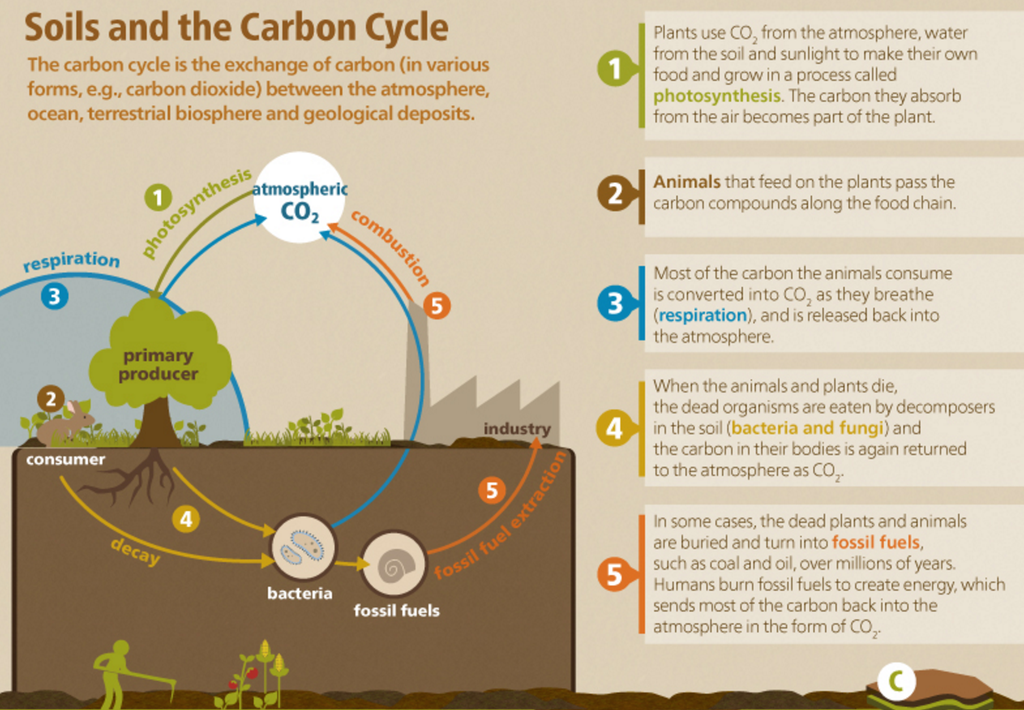 Soils and the Carbon Cycle
The carbon cycle is the exchange of carbon (in various
forms, e.g., carbon dioxide) between the atmosphere,
ocean, terrestrial biosphere and geological deposits.
1
photosynthesis
atmospheric
CO₂
combustion
5
respiration
3
primary
producer
2
consumer
industry
4
decay
bacteria
fossil fuels
5
fossil fuel extraction
1
Plants use CO₂ from the atmosphere, water
from the soil and sunlight to make their own
food and grow in a process called
photosynthesis. The carbon they absorb
from the air becomes part of the plant.
2
Animals that feed on the plants pass the
carbon compounds along the food chain.
3
Most of the carbon the animals consume
is converted into CO₂ as they breathe
(respiration), and is released back into
the atmosphere.
4
When the animals and plants die,
the dead organisms are eaten by decomposers
in the soil (bacteria and fungi) and
the carbon in their bodies is again returned
to the atmosphere as CO₂.
5
In some cases, the dead plants and animals
are buried and turn into fossil fuels,
such as coal and oil, over millions of years.
Humans burn fossil fuels to create energy, which
sends most of the carbon back into the
atmosphere in the form of CO₂.
C